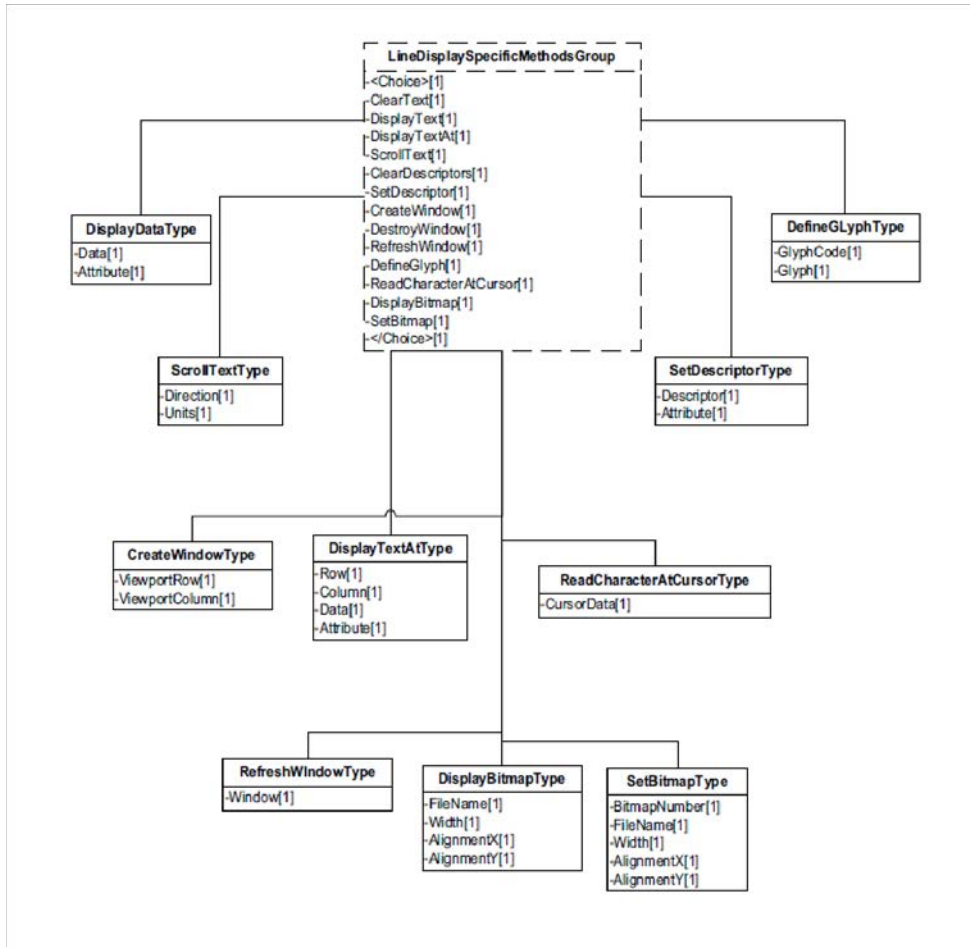 LineDisplaySpecificMethodsGroup
-<Choice>[1]
-ClearText[1]
-DisplayText[1]
-DisplayTextAt[1]
-ScrollText[1]
-ClearDescriptors[1]
-SetDescriptor[1]
-CreateWindow[1]
-DestroyWindow[1]
-RefreshWindow[1]
-DefineGlyph[1]
-ReadCharacterAtCursor[1]
-DisplayBitmap[1]
-SetBitmap[1]
-</Choice>[1]
DisplayDataType
-Data[1]
-Attribute[1]
DefineGLyphType
-GlyphCode[1]
-Glyph[1]
ScrollTextType
-Direction[1]
-Units[1]
SetDescriptorType
-Descriptor[1]
-Attribute[1]
CreateWindowType
-ViewportRow[1]
-ViewportColumn[1]
DisplayTextAtType
-Row[1]
-Column[1]
-Data[1]
-Attribute[1]
ReadCharacterAtCursorType
-CursorData[1]
RefreshWIndowType
-Window[1]
DisplayBitmapType
-FileName[1]
-Width[1]
-AlignmentX[1]
-AlignmentY[1]
SetBitmapType
-BitmapNumber[1]
-FileName[1]
-Width[1]
-AlignmentX[1]
-AlignmentY[1]